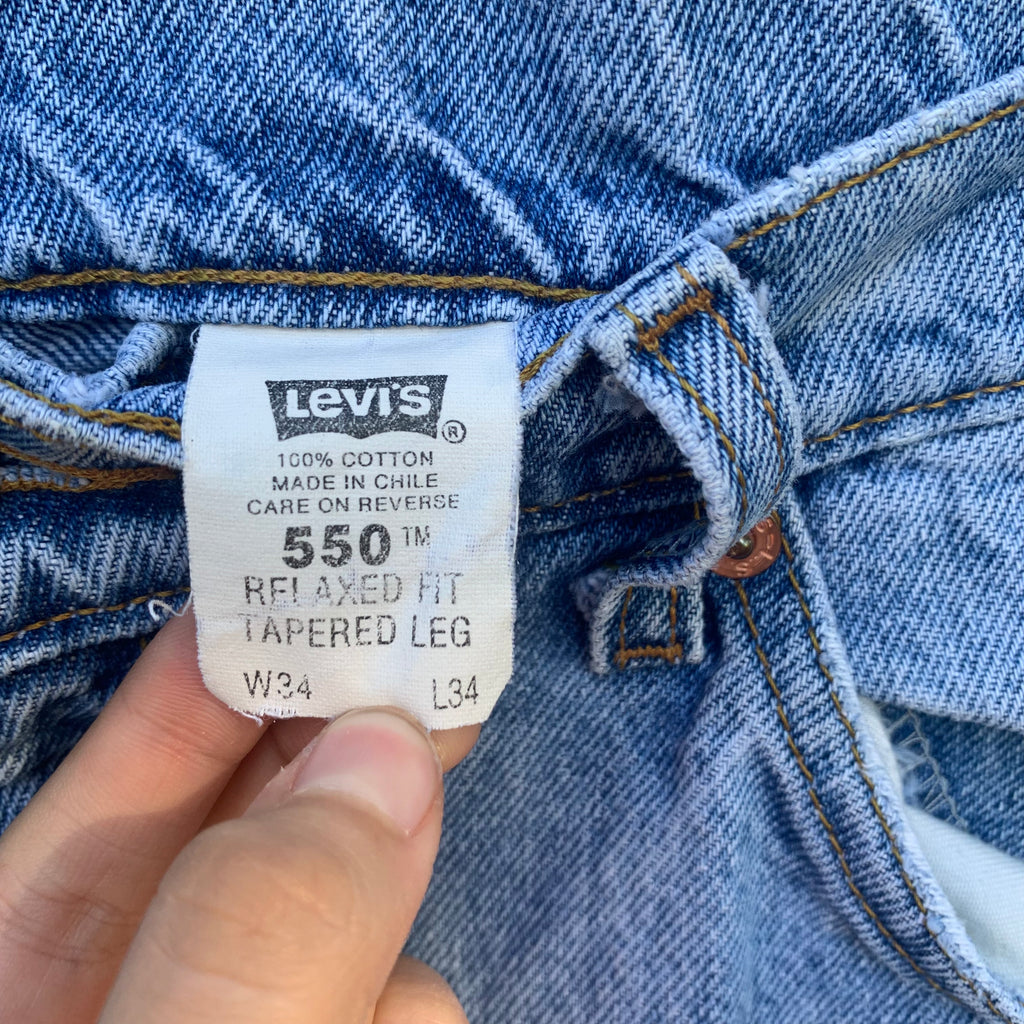 Levi's ®
100% COTTON
MADE IN CHILE
CARE ON REVERSE
550™
RELAXED FIT
TAPERED LEG
W34 L34